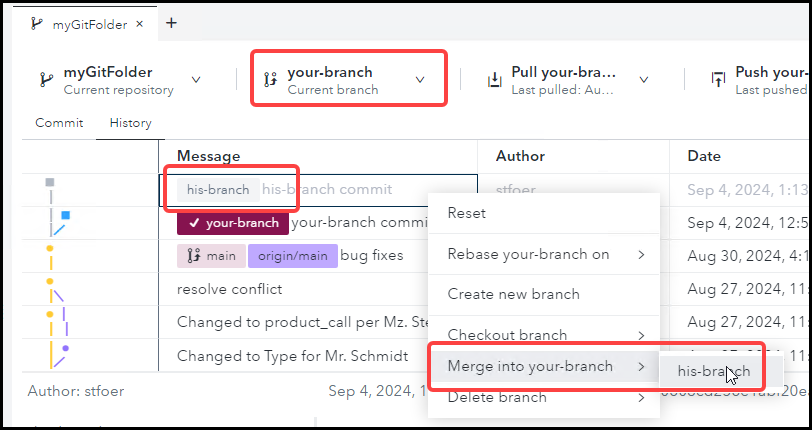 myGitFolder × +
myGitFolder
Current repository
your-branch
Current branch
Pull your-bra...
Last pulled: Au...
Push your
Last pushed
Commit History
Message Author Date
his-branch his-branch commit stfoer Sep 4, 2024, 1:13
✓ your-branch your-branch commi Sep 4, 2024, 12:5
main origin/main bug fixes Aug 30, 2024, 4:1
resolve conflict Aug 27, 2024, 11:
Changed to product_call per Mz. Ste Aug 27, 2024, 11:
Changed to Type for Mr. Schmidt
Author: stfoer Sep 4, 2024, 1
Reset
Rebase your-branch on
Create new branch
Checkout branch
Merge into your-branch
his-branch
Delete branch